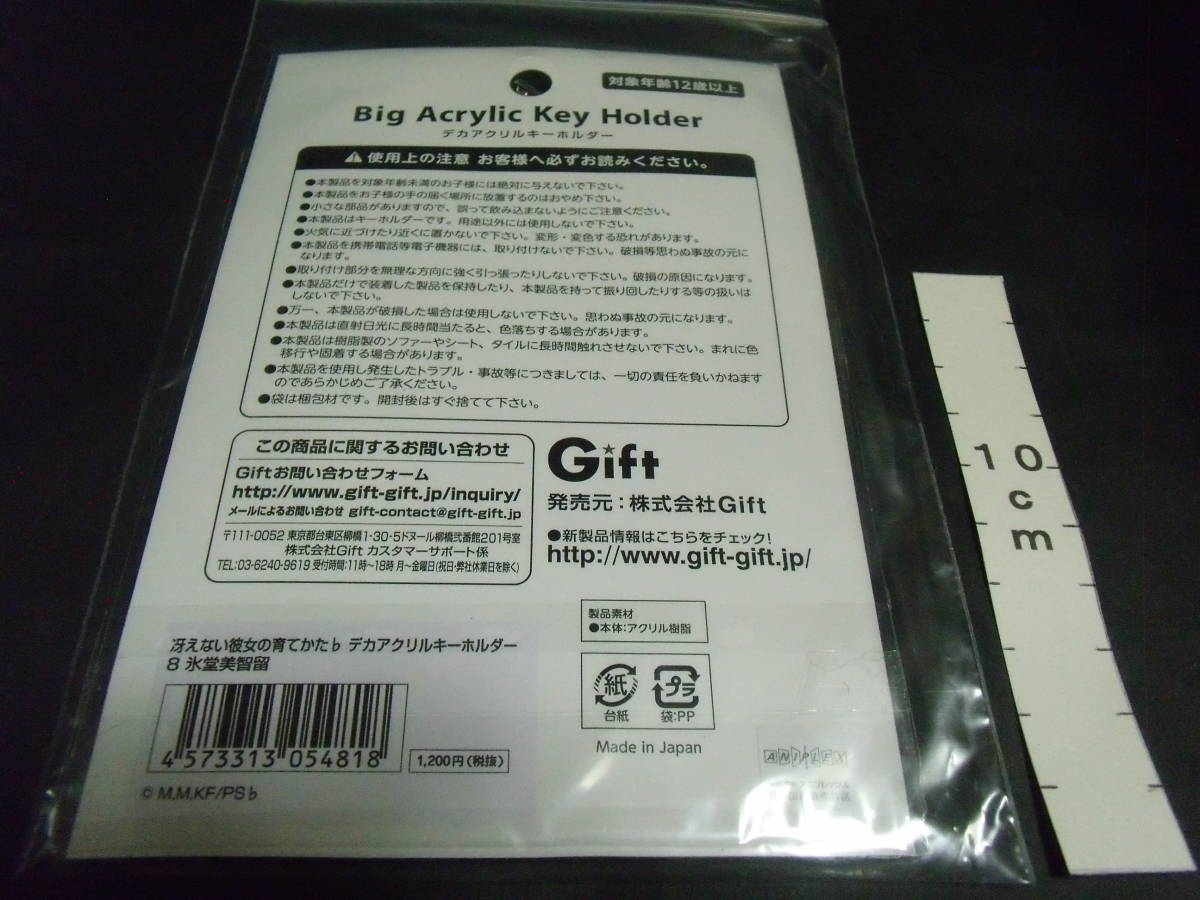 対象年齢12歳以上
Big Acrylic Key Holder
デカアクリルキーホルダー
使用上の注意 お客様へ必ずお読みください。
●本製品を対象年齢未満のお子様には絶対に与えないで下さい。
●本製品をお子様の手の届く場所に放置するのはおやめ下さい。
●小さな部品がありますので、誤って飲み込まないようにご注意ください。
●本製品はキーホルダーです。用途以外には使用しないで下さい。
●火気に近づけたり近くに置かないで下さい。変形・変色する恐れがあります。
●本製品を携帯電話等電子機器には、取り付けないで下さい。破損等思わぬ事故の元に
なります。
●取り付け部分を無理な方向に強く引っ張ったりしないで下さい。破損の原因になります。
●本製品だけで装着した製品を保持したり、本製品を持って振り回したりする等の扱いは
しないで下さい。
●万一、本製品が破損した場合は使用しないで下さい。思わぬ事故の元になります。
●本製品は直射日光に長時間当たると、色落ちする場合があります。
●本製品は樹脂製のソファーやシート、タイルに長時間触れさせないで下さい。まれに色
移行や固着する場合があります。
●本製品を使用し発生したトラブル・事故等につきましては、一切の責任を負いかねます
のであらかじめご了承ください。
●袋は梱包材です。開封後はすぐ捨てて下さい。
この商品に関するお問い合わせ
Giftお問い合わせフォーム
http://www.gift-gift.jp/inquiry/
メールによるお問い合わせ gift-contact@gift-gift.jp
〒111-0052 東京都台東区柳橋1-30-5ドヌール柳橋弐番館201号室
株式会社Gift カスタマーサポート係
TEL:03-6240-9619 受付時間:11時〜18時 月〜金曜日(祝日・弊社休業日を除く)
Gift
発売元：株式会社Gift
●新製品情報はこちらをチェック!
http://www.gift-gift.jp/
製品素材
●本体:アクリル樹脂
冴えない彼女の育てかた♭ デカアクリルキーホルダー
8 氷堂美智留
4 573313 054818
1,200円(税抜)
© M.M.KF/PS♭
紙
台紙
プラ
袋:PP
Made in Japan
ANIPLEX
10
c
m